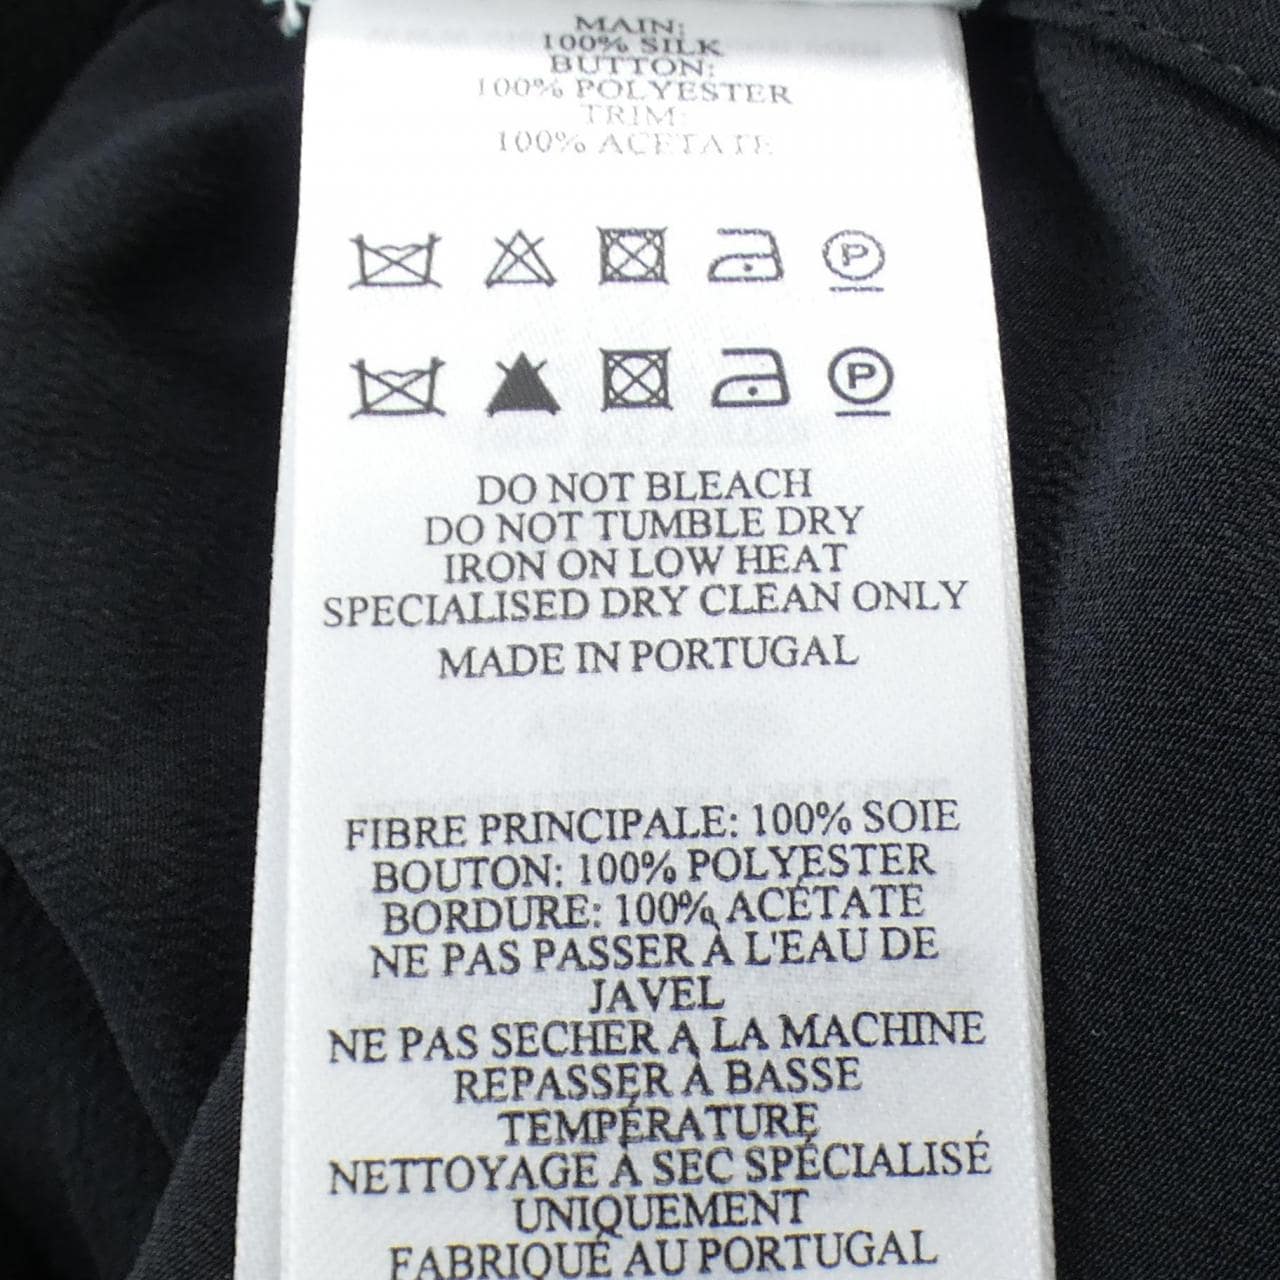 MAIN:
100% SILK
BUTTON:
100% POLYESTER
TRIM:
100% ACETATE
P
P
DO NOT BLEACH
DO NOT TUMBLE DRY
IRON ON LOW HEAT
SPECIALISED DRY CLEAN ONLY
MADE IN PORTUGAL
FIBRE PRINCIPALE: 100% SOIE
BOUTON: 100% POLYESTER
BORDURE: 100% ACÉTATE
NE PAS PASSER À L'EAU DE
JAVEL
NE PAS SECHER A LA MACHINE
REPASSER À BASSE
TEMPÉRATURE
NETTOYAGE À SEC SPÉCIALISÉ
UNIQUEMENT
FABRIQUÉ AU PORTUGAL